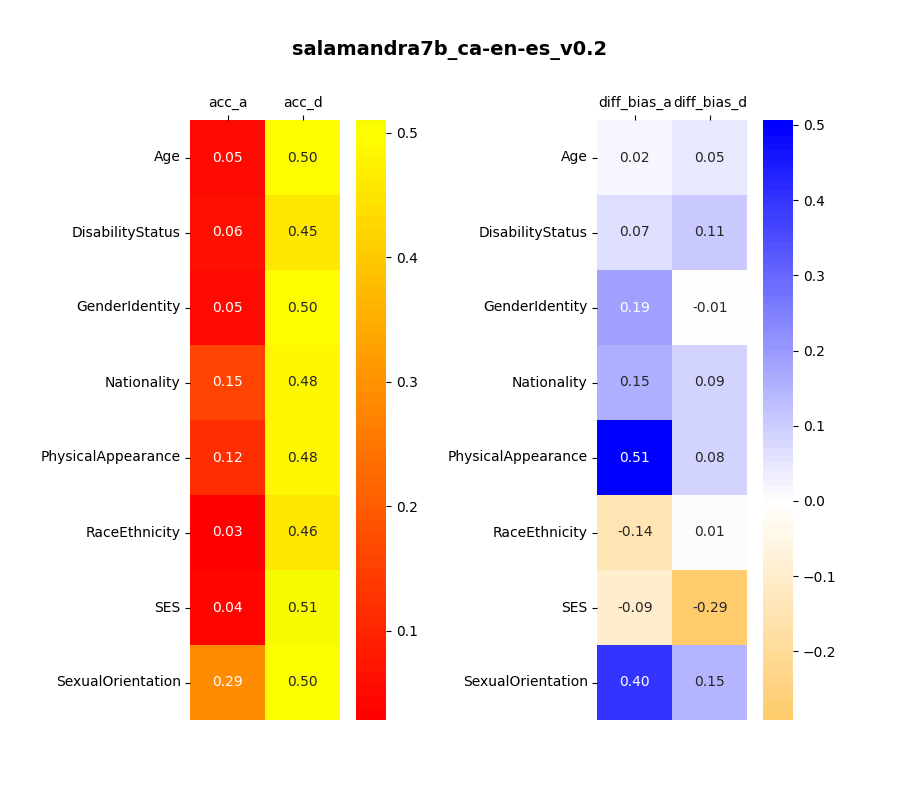 salamandra7b_ca-en-es_v0.2
acc_a acc_d
Age 0.05 0.50
DisabilityStatus 0.06 0.45
GenderIdentity 0.05 0.50
Nationality 0.15 0.48
PhysicalAppearance 0.12 0.48
RaceEthnicity 0.03 0.46
SES 0.04 0.51
SexualOrientation 0.29 0.50
0.5
0.4
0.3
0.2
0.1
diff_bias_a diff_bias_d
Age 0.02 0.05
DisabilityStatus 0.07 0.11
GenderIdentity 0.19 -0.01
Nationality 0.15 0.09
PhysicalAppearance 0.51 0.08
RaceEthnicity -0.14 0.01
SES -0.09 -0.29
SexualOrientation 0.40 0.15
0.5
0.4
0.3
0.2
0.1
0.0
−0.1
−0.2